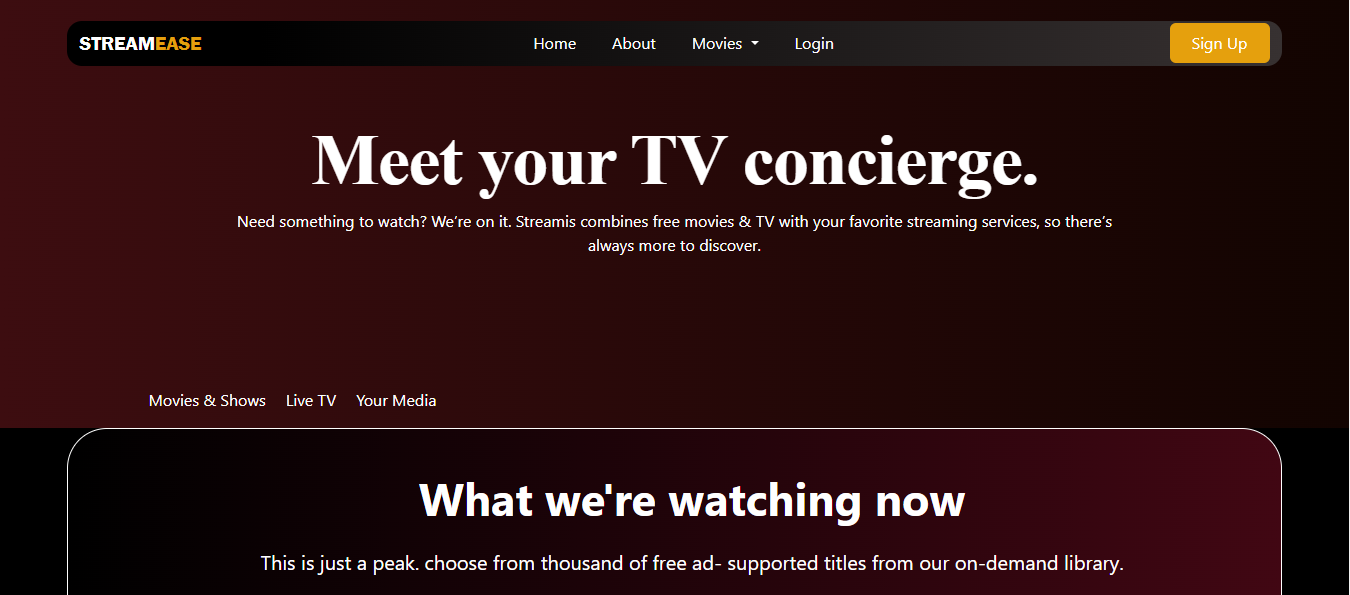 STREAMEASE Home About Movies Login Sign Up
Meet your TV concierge.
Need something to watch? We’re on it. Streamis combines free movies & TV with your favorite streaming services, so there’s
always more to discover.
Movies & Shows Live TV Your Media
What we're watching now
This is just a peak. choose from thousand of free ad- supported titles from our on-demand library.